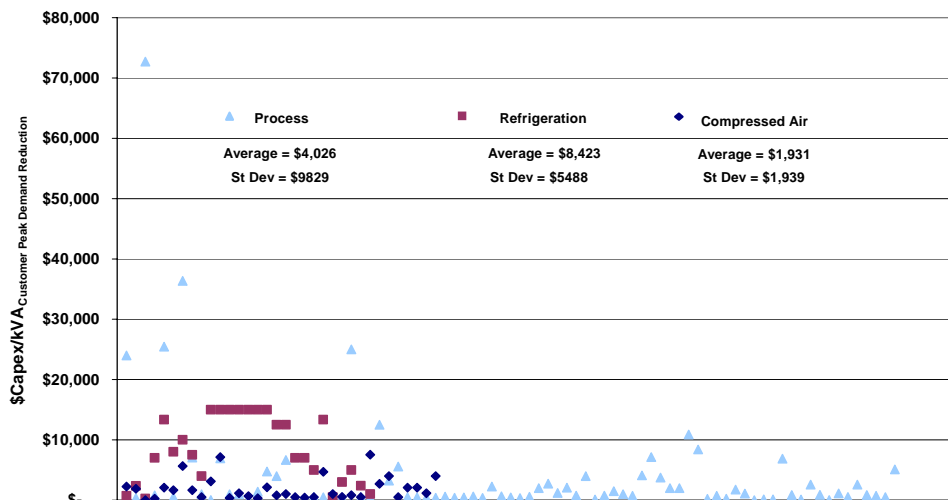 $80,000
$70,000
$60,000
$50,000
$40,000
$30,000
$20,000
$10,000
$-
$Capex/kVA Customer Peak Demand Reduction
Process
Average = $4,026
St Dev = $9829
Refrigeration
Average = $8,423
St Dev = $5488
Compressed Air
Average = $1,931
St Dev = $1,939